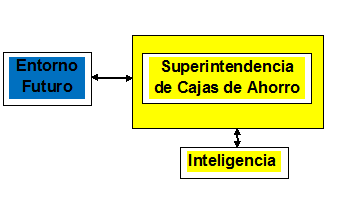 Entorno
Futuro
Superintendencia
de Cajas de Ahorro
Inteligencia